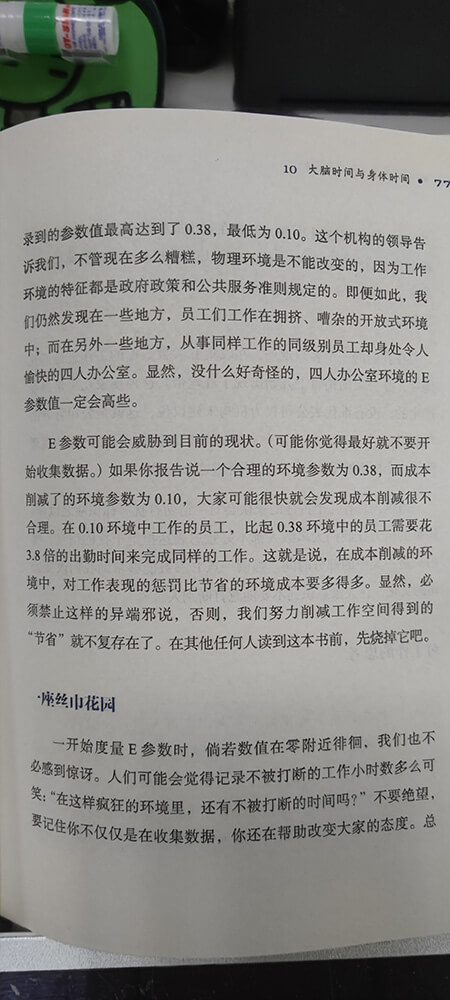 10 大脑时间与身体时间 • 77
录到的参数值最高达到了 0.38，最低为 0.10。这个机构的领导告
诉我们，不管现在多么糟糕，物理环境是不能改变的，因为工作
环境的特征都是政府政策和公共服务准则规定的。即便如此，我
们仍然发现在一些地方，员工们工作在拥挤、嘈杂的开放式环境
中；而在另外一些地方，从事同样工作的同级别员工却身处令人
愉快的四人办公室。显然，没什么好奇怪的，四人办公室环境的 E
参数值一定会高些。
E 参数可能会威胁到目前的现状。（可能你觉得最好就不要开
始收集数据。）如果你报告说一个合理的环境参数为 0.38，而成本
削减了的环境参数为 0.10，大家可能很快就会发现成本削减很不
合理。在 0.10 环境中工作的员工，比起 0.38 环境中的员工需要花
3.8 倍的出勤时间来完成同样的工作。这就是说，在成本削减的环
境中，对工作表现的惩罚比节省的环境成本要多得多。显然，必
须禁止这样的异端邪说，否则，我们努力削减工作空间得到的
“节省”就不复存在了。在其他任何人读到这本书前，先烧掉它吧。
一座丝巾花园
一开始度量 E 参数时，倘若数值在零附近徘徊，我们也不
必感到惊讶。人们可能会觉得记录不被打断的工作小时数多么可
笑：“在这样疯狂的环境里，还有不被打断的时间吗？”不要绝望，
要记住你不仅仅是在收集数据，你还在帮助改变大家的态度。总